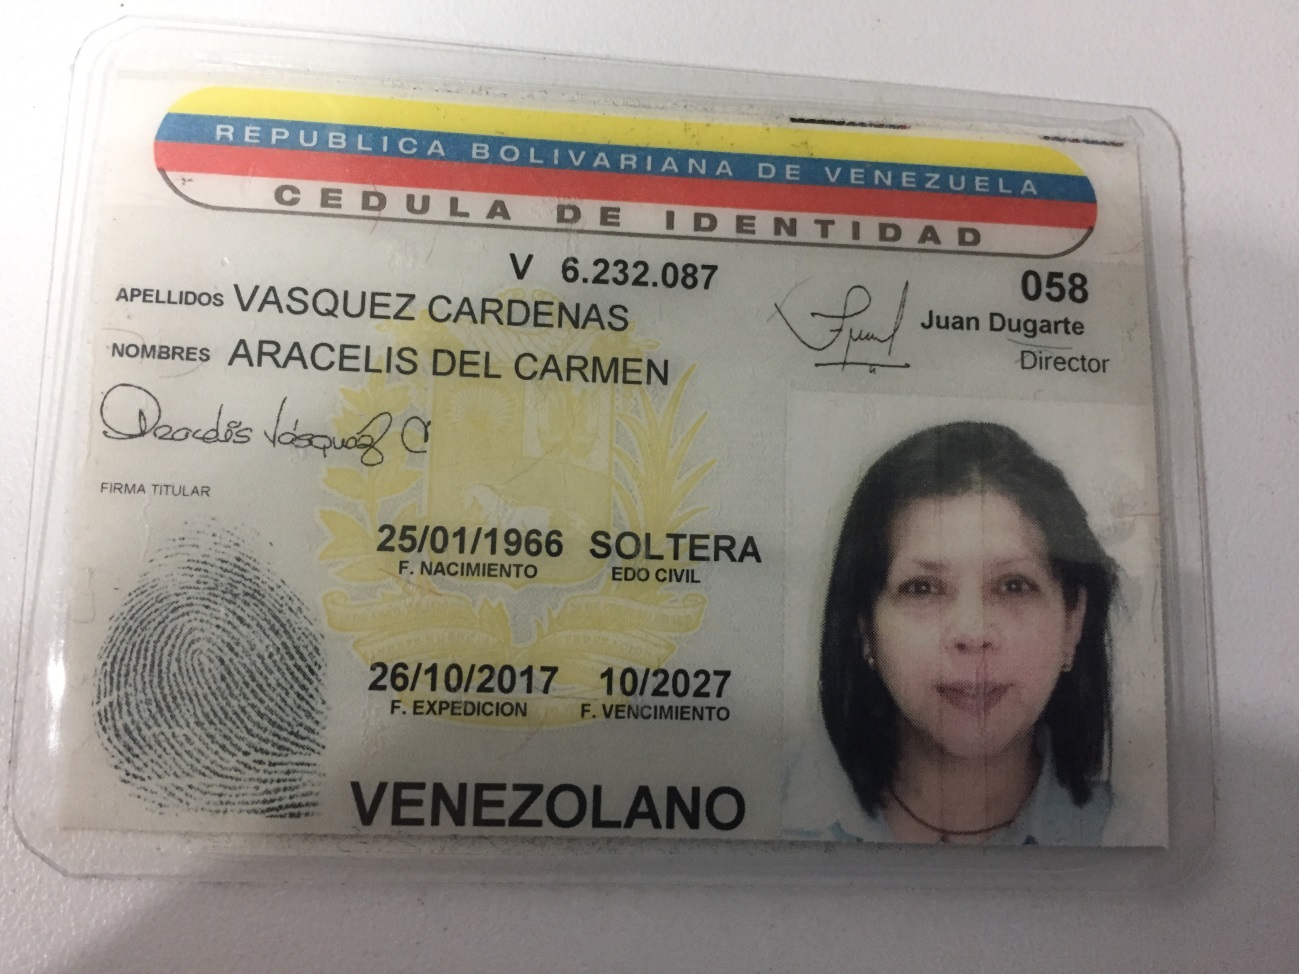 REPUBLICA BOLIVARIANA DE VENEZUELA
CEDULA DE IDENTIDAD
V 6.232.087
058
APELLIDOS VASQUEZ CARDENAS
Juan Dugarte
Director
NOMBRES ARACELIS DEL CARMEN
Aracelis Vásquez C
FIRMA TITULAR
25/01/1966 SOLTERA
F. NACIMIENTO EDO CIVIL
26/10/2017 10/2027
F. EXPEDICION F. VENCIMIENTO
VENEZOLANO